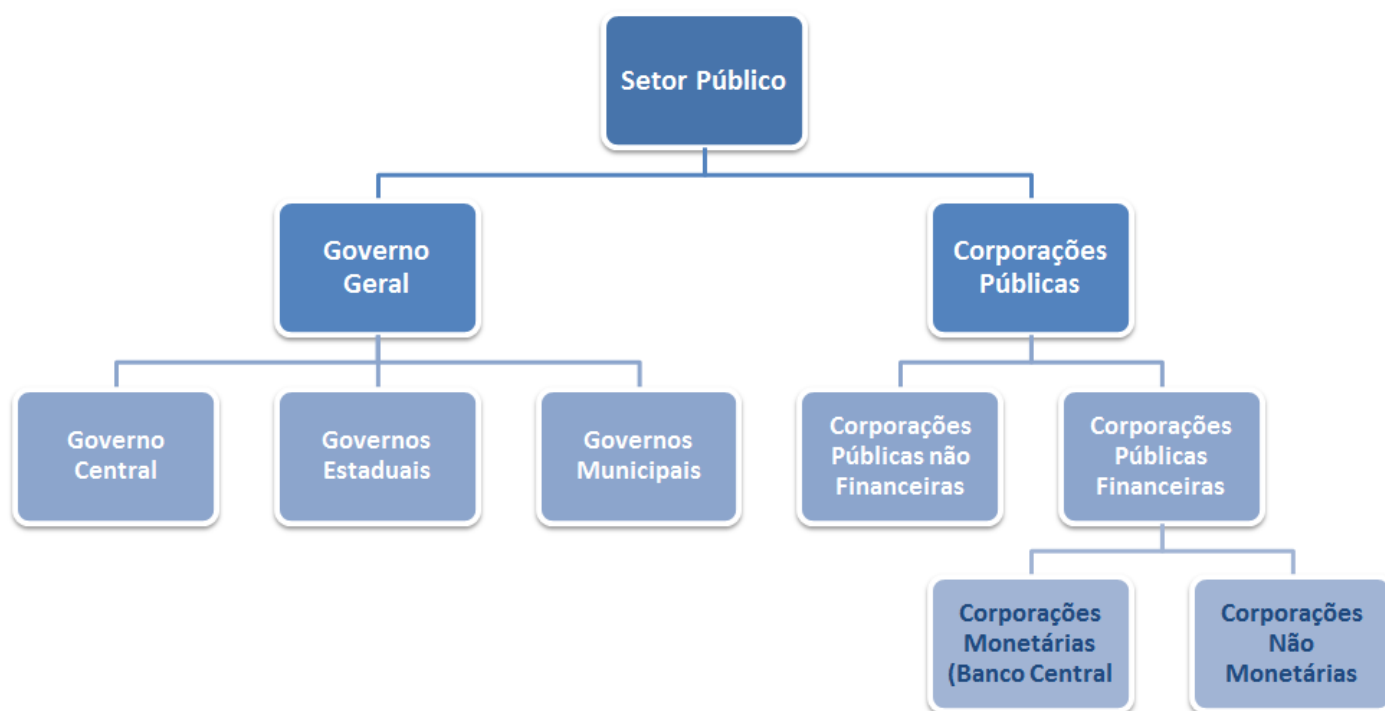 Setor Público
Governo
Geral
Corporações
Públicas
Governo
Central
Governos
Estaduais
Governos
Municipais
Corporações
Públicas não
Financeiras
Corporações
Públicas
Financeiras
Corporações
Monetárias
(Banco Central
Corporações
Não
Monetárias